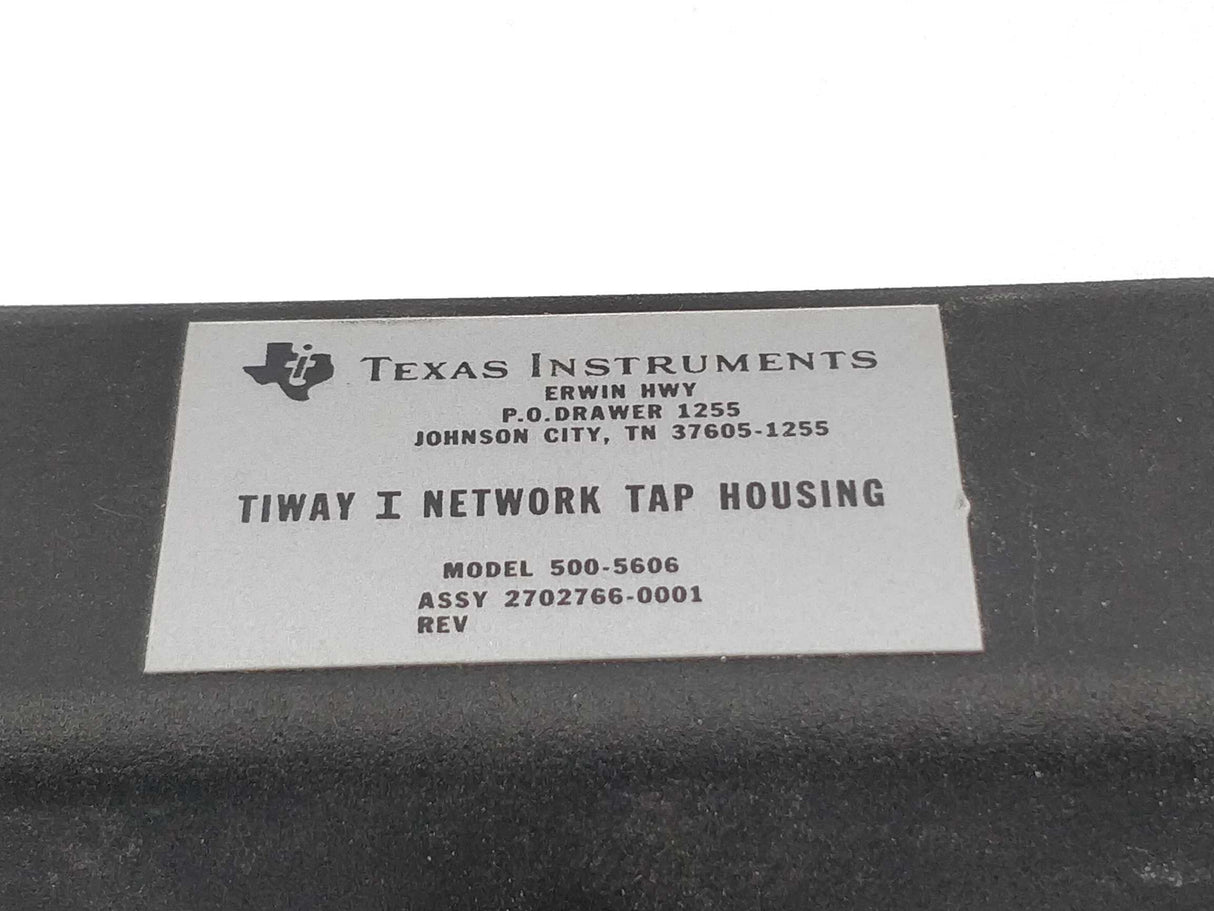 TEXAS INSTRUMENTS
ERWIN HWY
P.O.DRAWER 1255
JOHNSON CITY, TN 37605-1255
TIWAY I NETWORK TAP HOUSING
MODEL 500-5606
ASSY 2702766-0001
REV